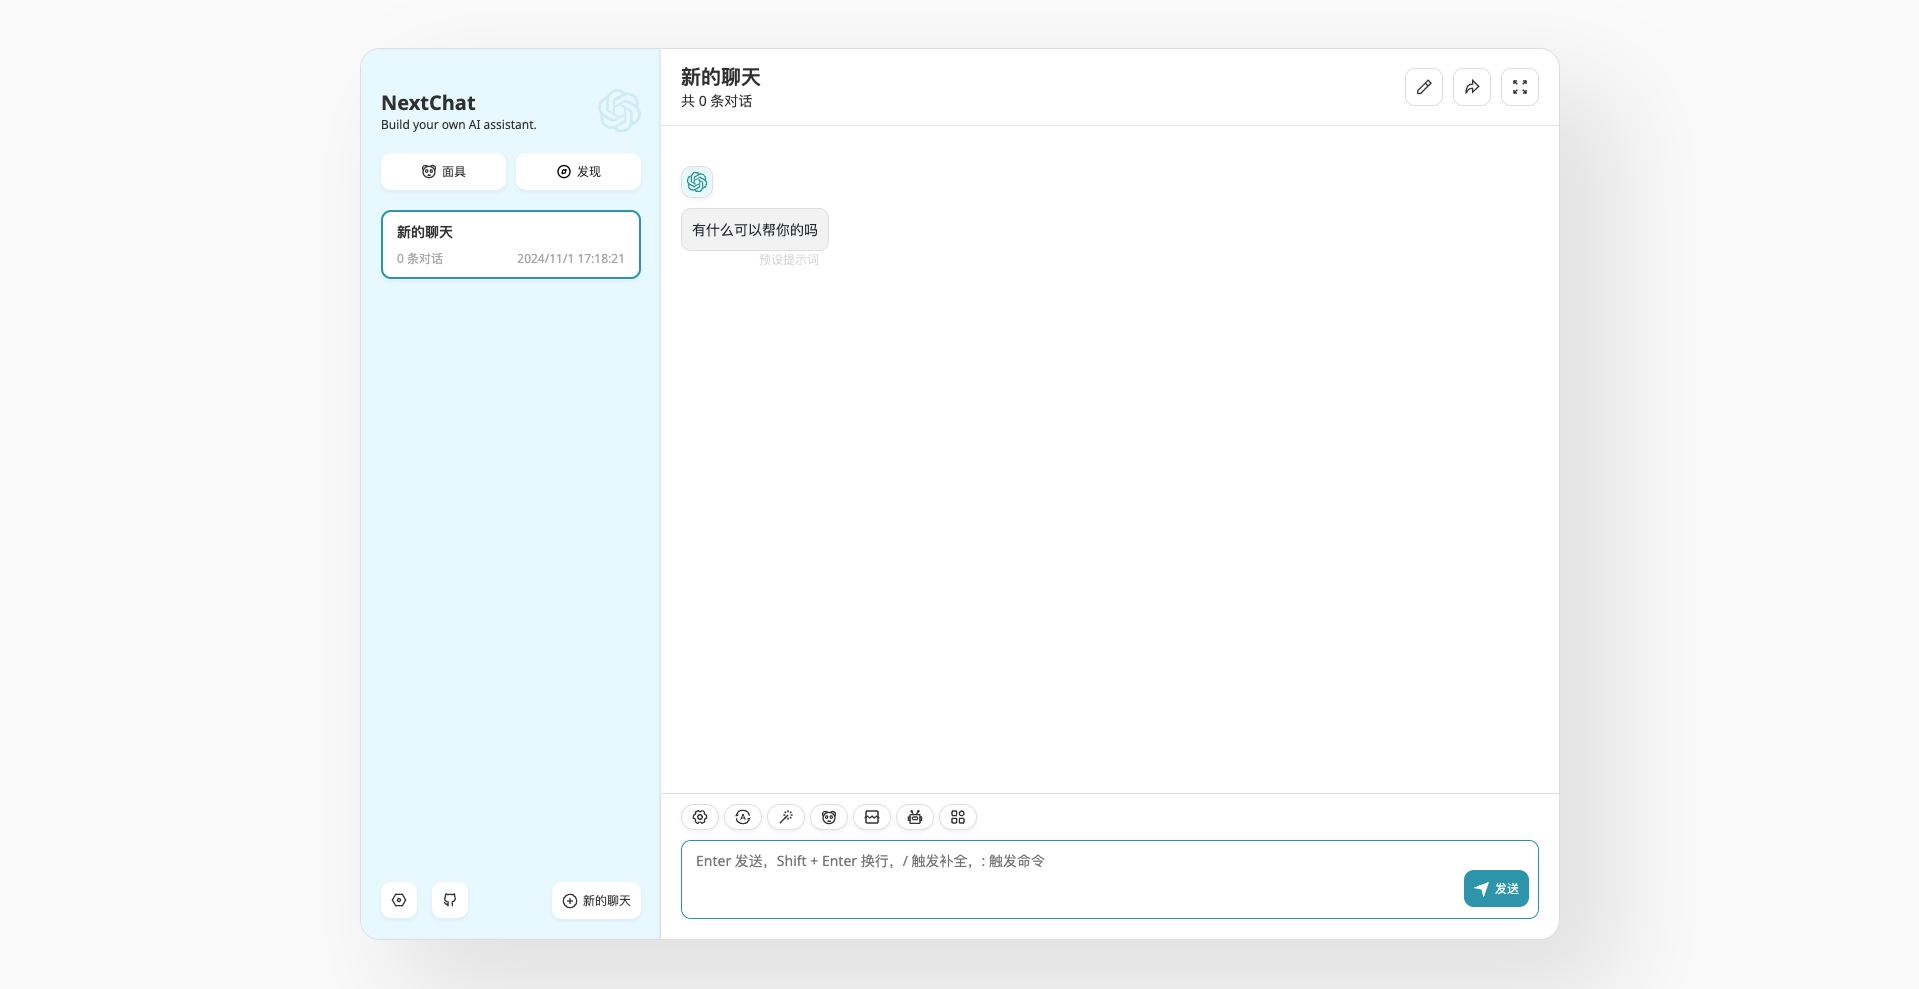 NextChat
Build your own AI assistant.
面具
发现
新的聊天
0 条对话 2024/11/1 17:18:21
新的聊天
新的聊天
共 0 条对话
有什么可以帮你的吗
预设提示词
Enter 发送，Shift + Enter 换行，/ 触发补全，: 触发命令
发送